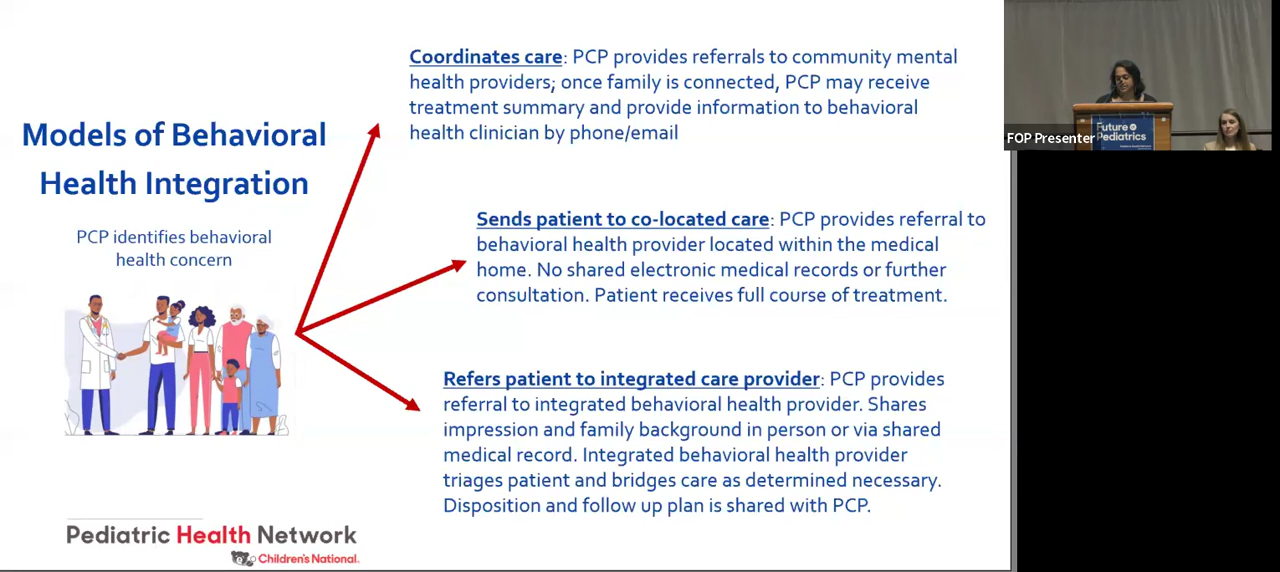 Models of Behavioral
Health Integration
PCP identifies behavioral
health concern
Coordinates care: PCP provides referrals to community mental
health providers; once family is connected, PCP may receive
treatment summary and provide information to behavioral
health clinician by phone/email
Sends patient to co-located care: PCP provides referral to
behavioral health provider located within the medical
home. No shared electronic medical records or further
consultation. Patient receives full course of treatment.
Refers patient to integrated care provider: PCP provides
referral to integrated behavioral health provider. Shares
impression and family background in person or via shared
medical record. Integrated behavioral health provider
triages patient and bridges care as determined necessary.
Disposition and follow up plan is shared with PCP.
Pediatric Health Network
Children's National.
FOP Presenter
Future of
Pediatrics